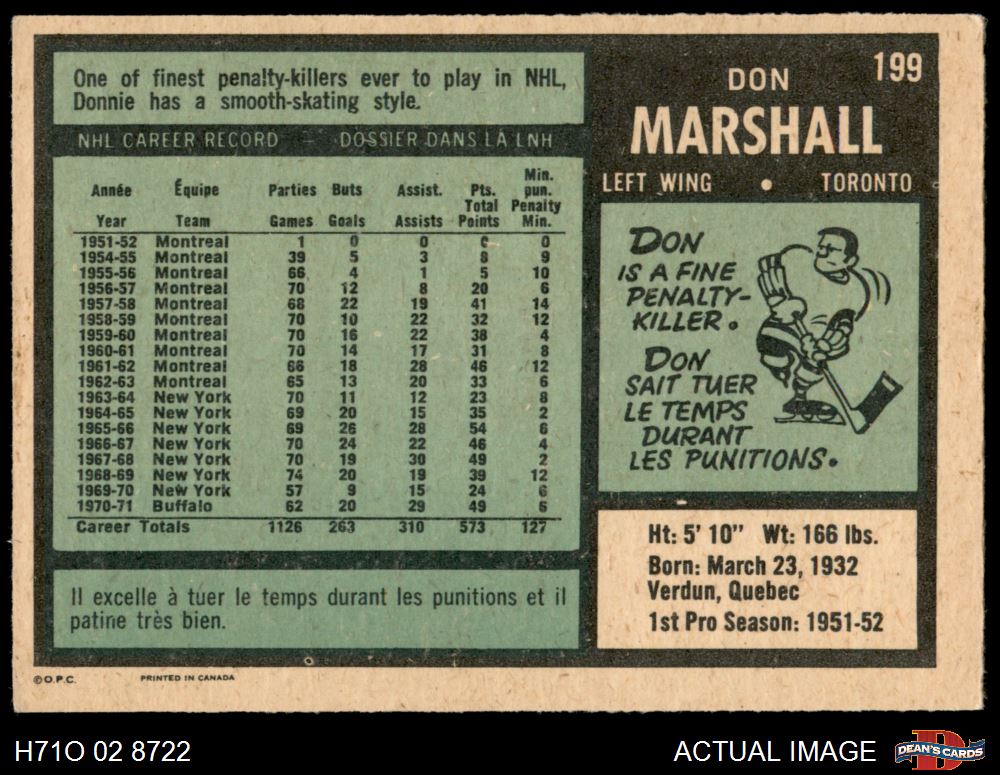 One of finest penalty-killers ever to play in NHL,
Donnie has a smooth-skating style.
NHL CAREER RECORD – DOSSIER DANS LA LNH
Année Équipe Parties Buts Assist. Pts. Total Min. pun.
Year Team Games Goals Assists Points Penalty Min.
1951-52 Montreal 1 0 0 0 0
1954-55 Montreal 39 5 3 8 9
1955-56 Montreal 66 4 1 5 10
1956-57 Montreal 70 12 8 20 6
1957-58 Montreal 68 22 19 41 14
1958-59 Montreal 70 10 22 32 12
1959-60 Montreal 70 16 22 38 4
1960-61 Montreal 70 14 17 31 8
1961-62 Montreal 66 18 28 46 12
1962-63 Montreal 65 13 20 33 6
1963-64 New York 70 11 12 23 8
1964-65 New York 69 20 15 35 2
1965-66 New York 69 26 28 54 6
1966-67 New York 70 24 22 46 4
1967-68 New York 70 19 30 49 2
1968-69 New York 74 20 19 39 12
1969-70 New York 57 9 15 24 6
1970-71 Buffalo 62 20 29 49 6
Career Totals 1126 263 310 573 127
Il excelle à tuer le temps durant les punitions et il
patine très bien.
199
DON
MARSHALL
LEFT WING • TORONTO
DON
IS A FINE
PENALTY-
KILLER.
DON
SAIT TUER
LE TEMPS
DURANT
LES PUNITIONS.
Ht: 5' 10" Wt: 166 lbs.
Born: March 23, 1932
Verdun, Quebec
1st Pro Season: 1951-52
©O.P.C. PRINTED IN CANADA
H71O 02 8722
ACTUAL IMAGE
DEAN'S CARDS